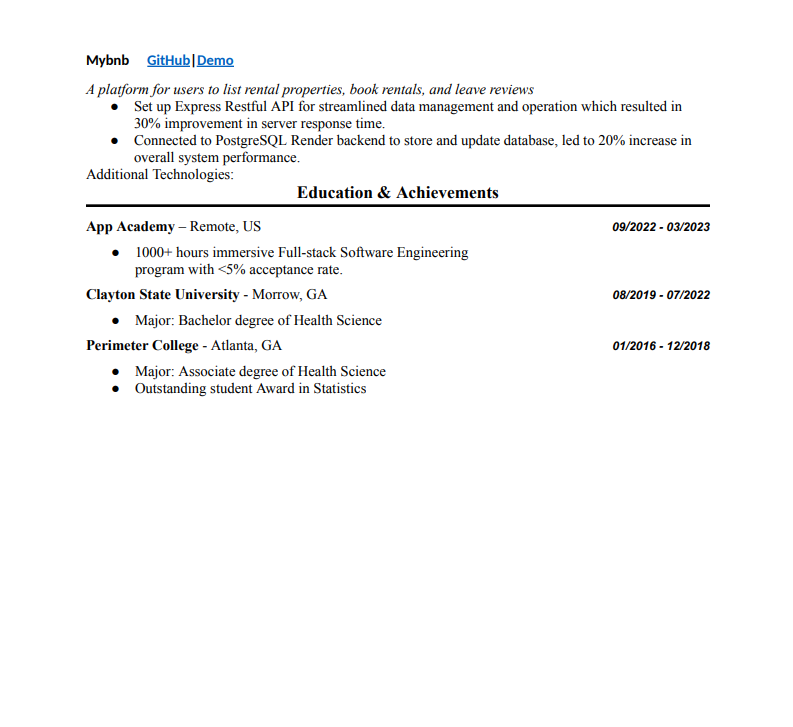 Mybnb GitHub|Demo
A platform for users to list rental properties, book rentals, and leave reviews
● Set up Express Restful API for streamlined data management and operation which resulted in
30% improvement in server response time.
● Connected to PostgreSQL Render backend to store and update database, led to 20% increase in
overall system performance.
Additional Technologies:
Education & Achievements
App Academy – Remote, US 09/2022 - 03/2023
● 1000+ hours immersive Full-stack Software Engineering
program with <5% acceptance rate.
Clayton State University - Morrow, GA 08/2019 - 07/2022
● Major: Bachelor degree of Health Science
Perimeter College - Atlanta, GA 01/2016 - 12/2018
● Major: Associate degree of Health Science
● Outstanding student Award in Statistics